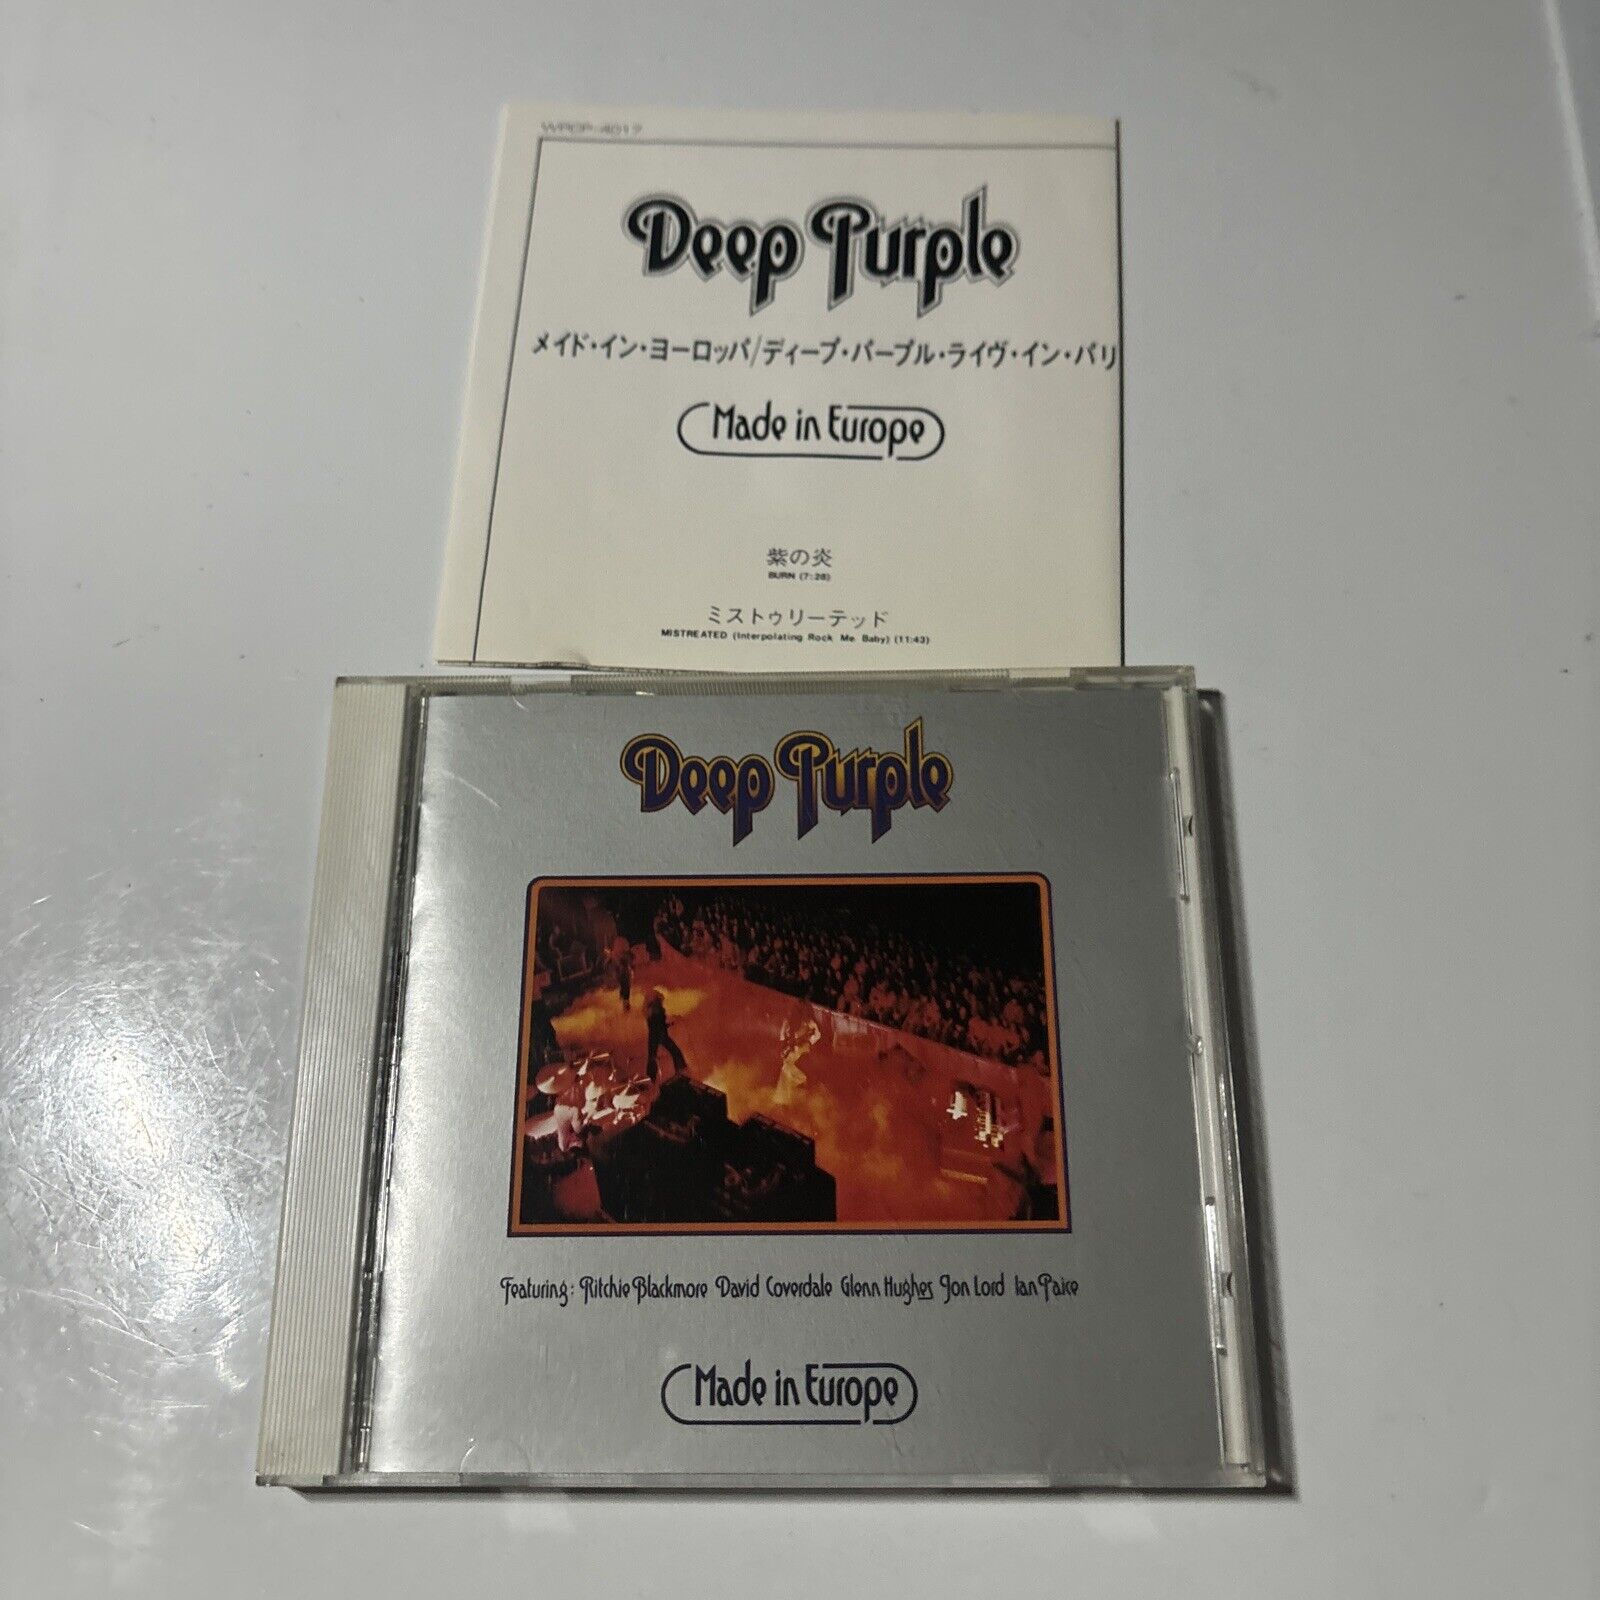 WPCP-4017
Deep Purple
メイド・イン・ヨーロッパ/ディープ・パープル・ライヴ・イン・パリ
Made in Europe
紫の炎
BURN (7:28)
ミストゥリーテッド
MISTREATED (Interpolating Rock Me Baby) (11:43)
Deep Purple
Featuring: Ritchie Blackmore David Coverdale Glenn Hughes Jon Lord Ian Paice
Made in Europe